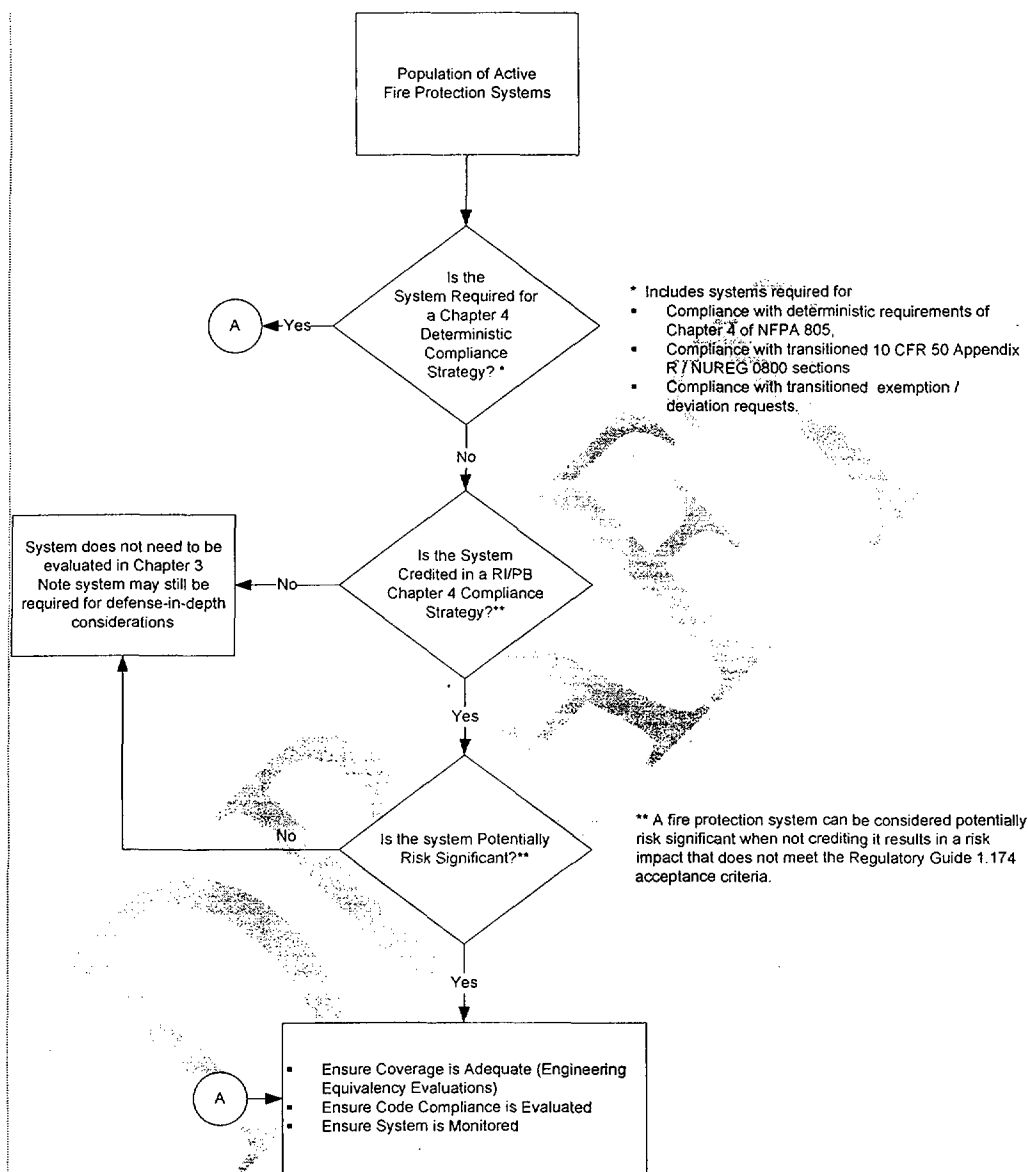 Population of Active
Fire Protection Systems
Is the
System Required for
a Chapter 4
Deterministic
Compliance
Strategy? *
Yes
A
* Includes systems required for
▪ Compliance with deterministic requirements of
Chapter 4 of NFPA 805,
▪ Compliance with transitioned 10 CFR 50 Appendix
R / NUREG 0800 sections
▪ Compliance with transitioned exemption /
deviation requests.
No
Is the System
Credited in a RI/PB
Chapter 4 Compliance
Strategy?**
No
System does not need to be
evaluated in Chapter 3
Note system may still be
required for defense-in-depth
considerations
Yes
Is the system Potentially
Risk Significant?**
No
** A fire protection system can be considered potentially
risk significant when not crediting it results in a risk
impact that does not meet the Regulatory Guide 1.174
acceptance criteria.
Yes
A
▪ Ensure Coverage is Adequate (Engineering
Equivalency Evaluations)
▪ Ensure Code Compliance is Evaluated
▪ Ensure System is Monitored